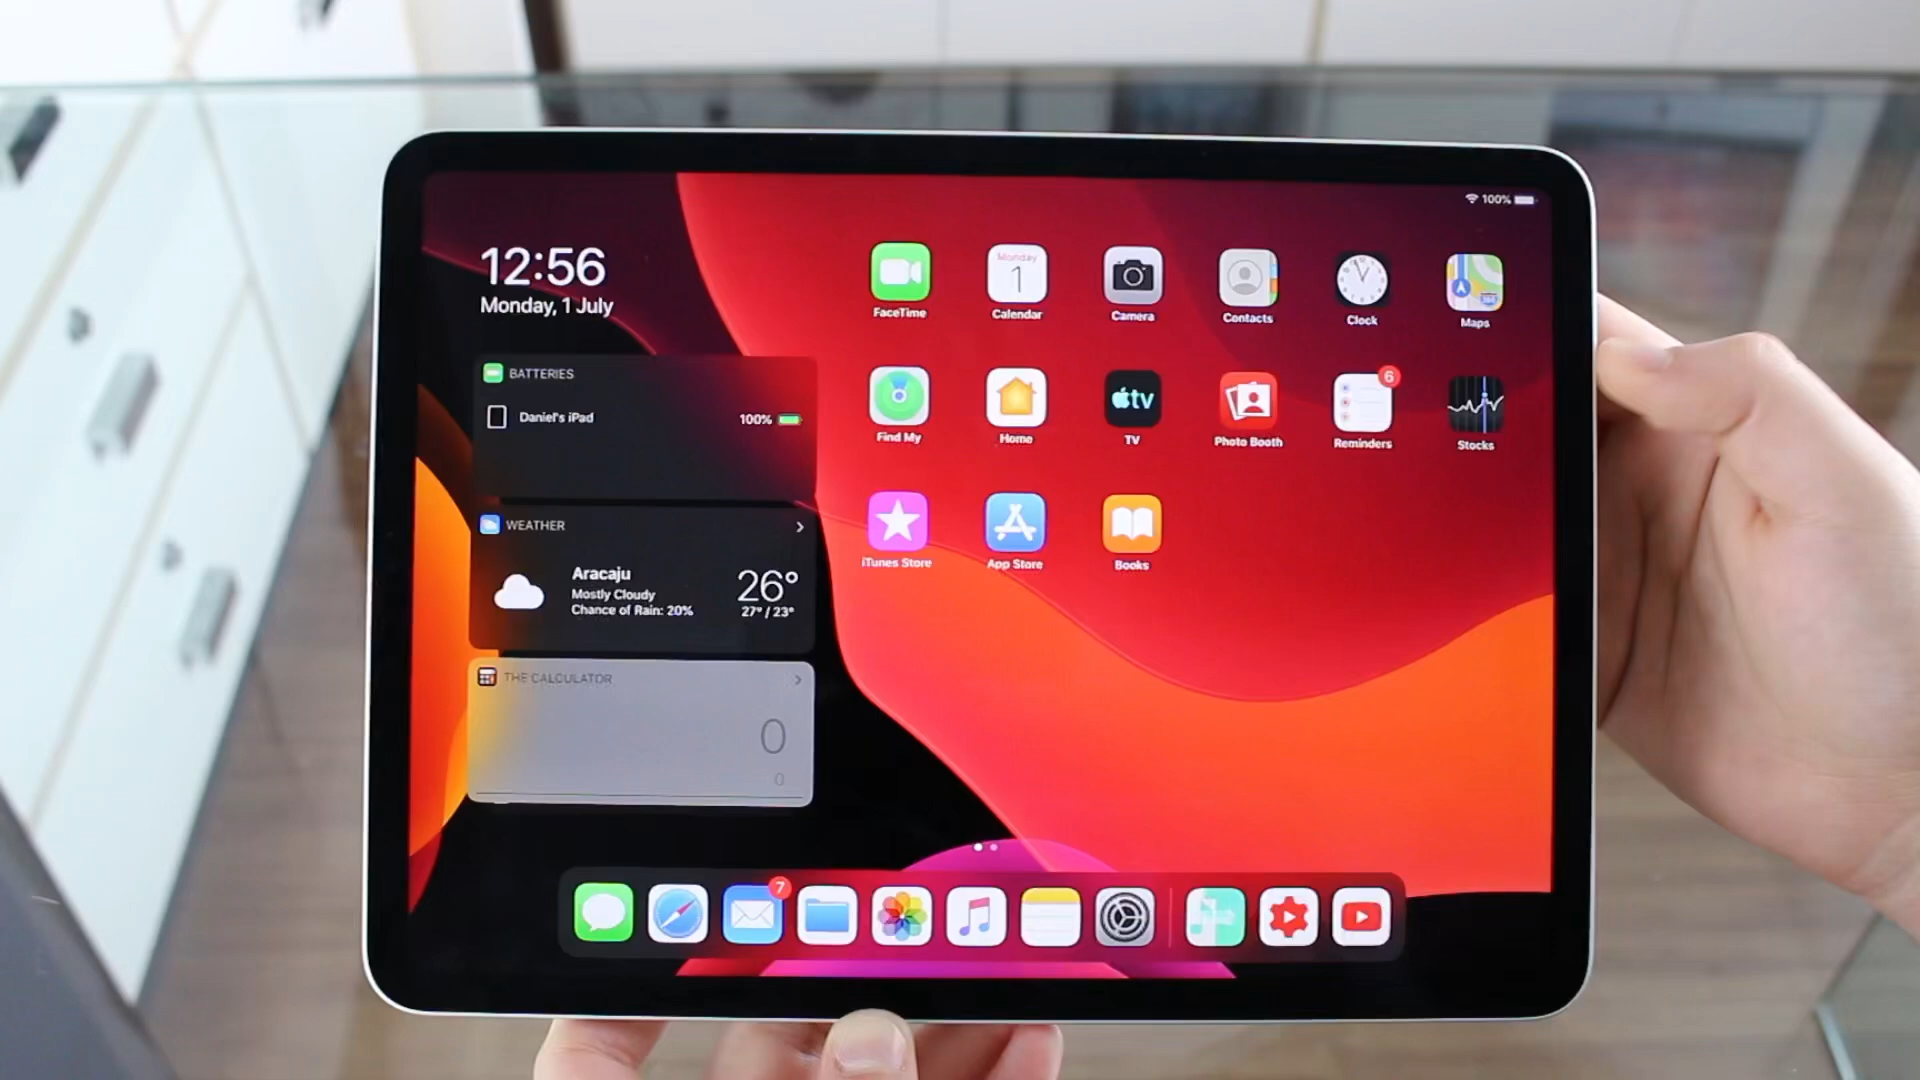 100%
12:56
Monday, 1 July
BATTERIES
Daniel's iPad 100%
WEATHER
Aracaju
Mostly Cloudy
Chance of Rain: 20%
26°
27° / 23°
THE CALCULATOR
0
0
Monday
1
FaceTime Calendar Camera Contacts Clock Maps
tv
6
Find My Home TV Photo Booth Reminders Stocks
iTunes Store App Store Books
7